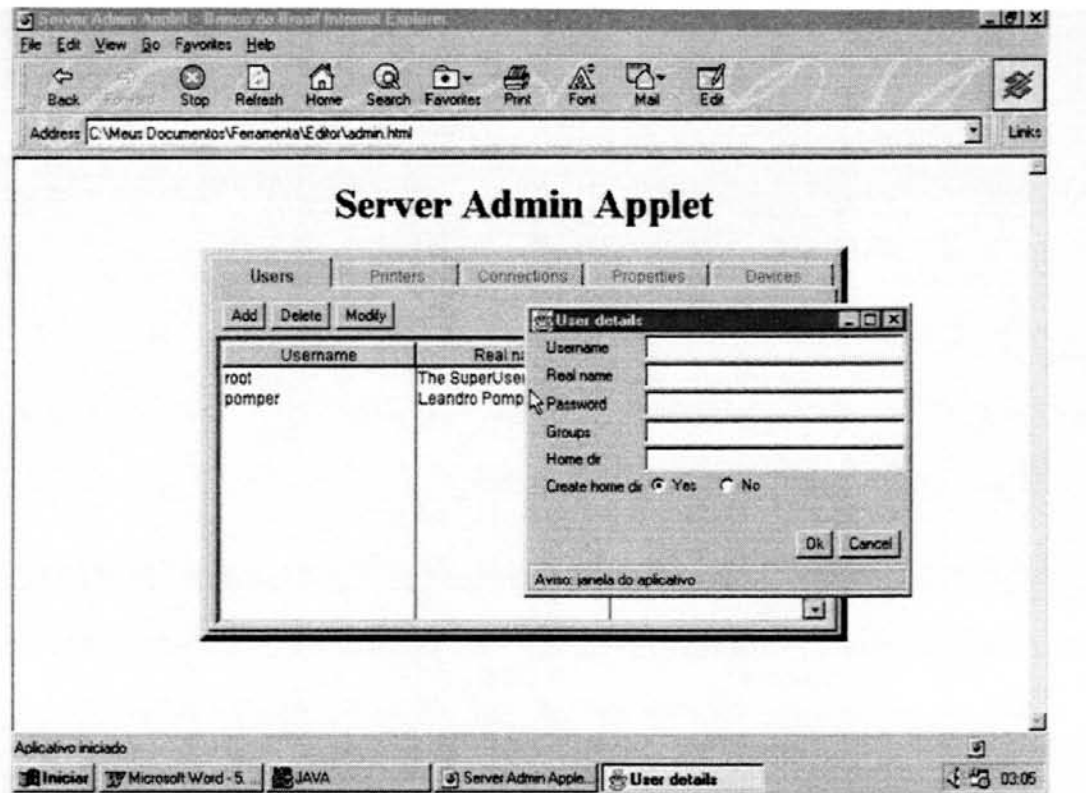 Server Admin Applet - Banco do Brasil Internet Explorer
File Edit View Go Favorites Help
Back Forward Stop Refresh Home Search Favorites Print Font Mail Edit
Address C:\Meus Documentos\Ferramenta\Editor\admin.html Links
Server Admin Applet
Users Printers Connections Properties Devices
Add Delete Modify
Username Real na
root The SuperUser
pomper Leandro Pomp
User details
Username
Real name
Password
Groups
Home dir
Create home dir Yes No
Ok Cancel
Aviso: janela do aplicativo
Aplicativo iniciado
Iniciar Microsoft Word - 5. ... JAVA Server Admin Apple... User details 03:05